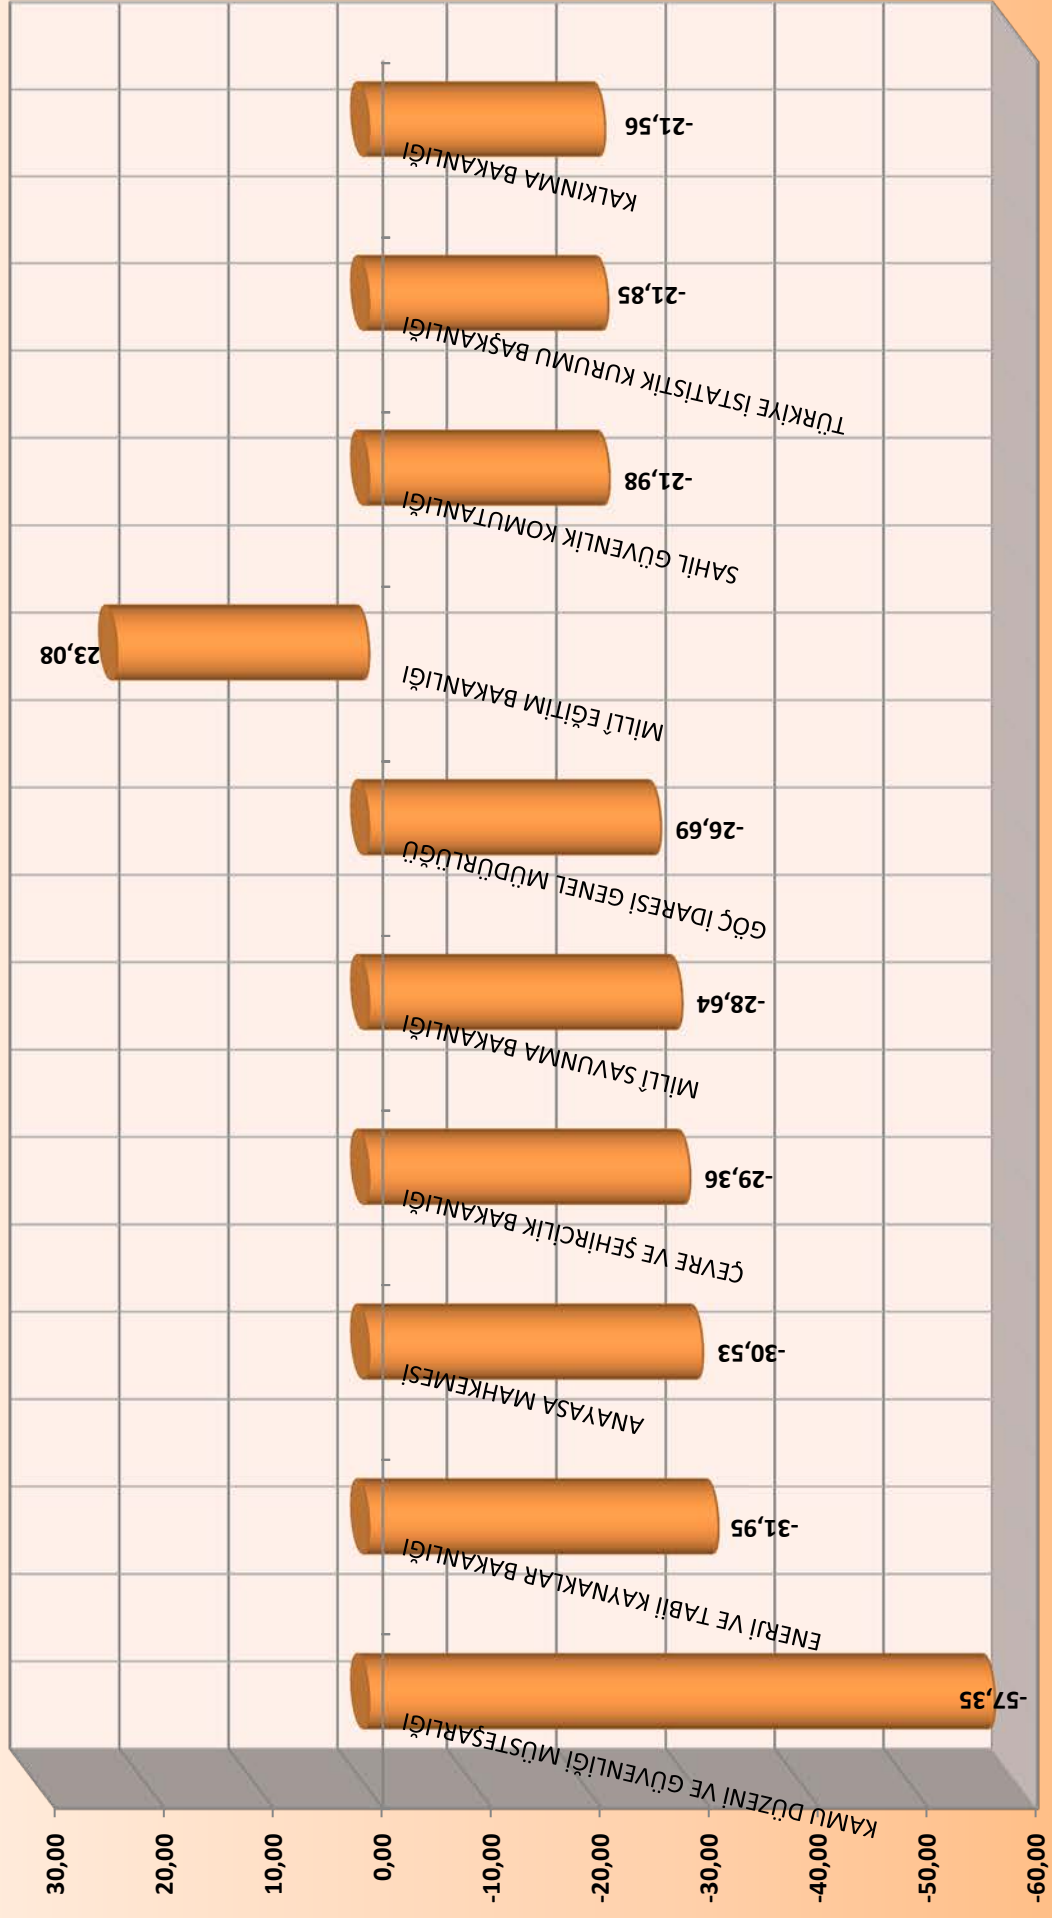 30,00
20,00
10,00
0,00
-10,00
-20,00
-30,00
-40,00
-50,00
-60,00
KAMU DÜZENİ VE GÜVENLİĞİ MÜSTEŞARLIĞI
-57,35
ENERJİ VE TABİİ KAYNAKLAR BAKANLIĞI
-31,95
ANAYASA MAHKEMESİ
-30,53
ÇEVRE VE ŞEHİRCİLİK BAKANLIĞI
-29,36
MİLLÎ SAVUNMA BAKANLIĞI
-28,64
GÖÇ İDARESİ GENEL MÜDÜRLÜĞÜ
-26,69
MİLLÎ EĞİTİM BAKANLIĞI
23,08
SAHİL GÜVENLİK KOMUTANLIĞI
-21,98
TÜRKİYE İSTATİSTİK KURUMU BAŞKANLIĞI
-21,85
KALKINMA BAKANLIĞI
-21,56